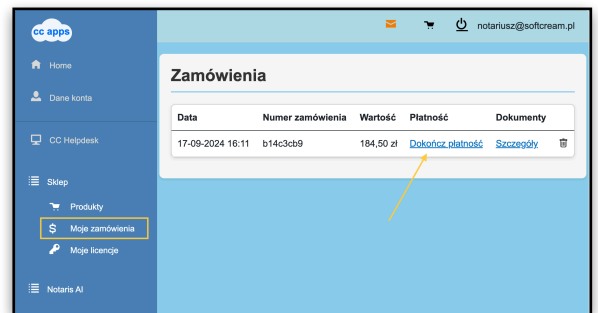 cc apps
notariusz@softcream.pl
Home
Dane konta
CC Helpdesk
Sklep
Produkty
$ Moje zamówienia
Moje licencje
Notaris AI
Zamówienia
Data Numer zamówienia Wartość Płatność Dokumenty
17-09-2024 16:11 b14c3cb9 184,50 zł Dokończ płatność Szczegóły